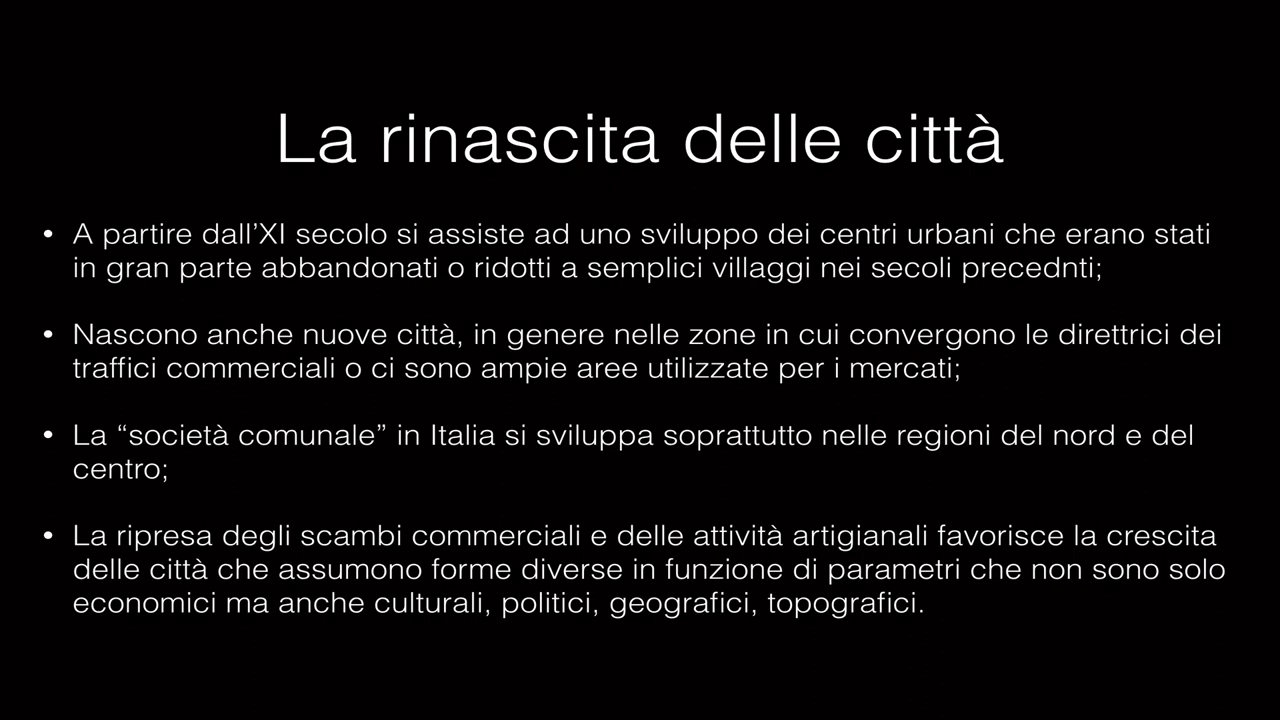 La rinascita delle città
• A partire dall’XI secolo si assiste ad uno sviluppo dei centri urbani che erano stati
in gran parte abbandonati o ridotti a semplici villaggi nei secoli precednti;
• Nascono anche nuove città, in genere nelle zone in cui convergono le direttrici dei
traffici commerciali o ci sono ampie aree utilizzate per i mercati;
• La “società comunale” in Italia si sviluppa soprattutto nelle regioni del nord e del
centro;
• La ripresa degli scambi commerciali e delle attività artigianali favorisce la crescita
delle città che assumono forme diverse in funzione di parametri che non sono solo
economici ma anche culturali, politici, geografici, topografici.